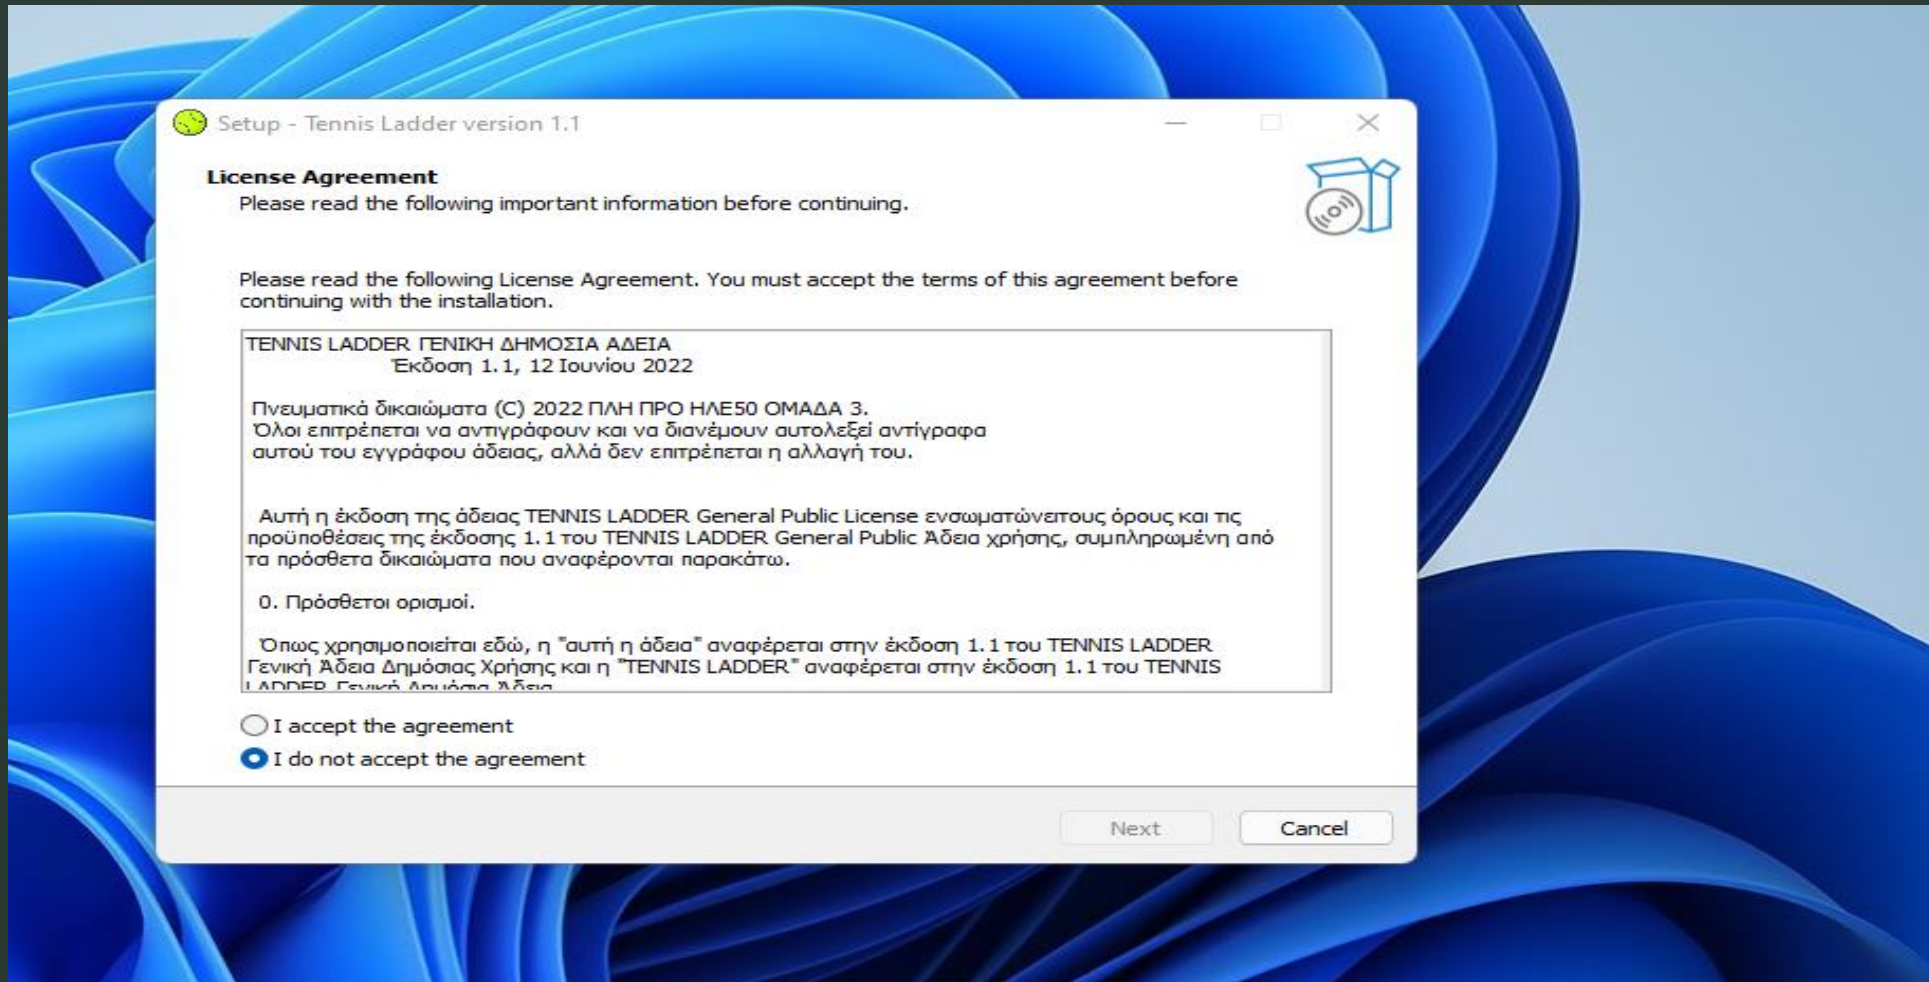 Setup - Tennis Ladder version 1.1
License Agreement
Please read the following important information before continuing.
Please read the following License Agreement. You must accept the terms of this agreement before
continuing with the installation.
TENNIS LADDER ΓΕΝΙΚΗ ΔΗΜΟΣΙΑ ΑΔΕΙΑ
Έκδοση 1.1, 12 Ιουνίου 2022
Πνευματικά δικαιώματα (C) 2022 ΠΛΗ ΠΡΟ ΗΛΕ50 ΟΜΑΔΑ 3.
Όλοι επιτρέπεται να αντιγράφουν και να διανέμουν αυτολεξεί αντίγραφα
αυτού του εγγράφου άδειας, αλλά δεν επιτρέπεται η αλλαγή του.
Αυτή η έκδοση της άδειας TENNIS LADDER General Public License ενσωματώνειτους όρους και τις
προϋποθέσεις της έκδοσης 1.1 του TENNIS LADDER General Public Άδεια χρήσης, συμπληρωμένη από
τα πρόσθετα δικαιώματα που αναφέρονται παρακάτω.
0. Πρόσθετοι ορισμοί.
Όπως χρησιμοποιείται εδώ, η "αυτή η άδεια" αναφέρεται στην έκδοση 1.1 του TENNIS LADDER
Γενική Άδεια Δημόσιας Χρήσης και η "TENNIS LADDER" αναφέρεται στην έκδοση 1.1 του TENNIS
LADDER Γενική Δημόσια Άδεια
I accept the agreement
I do not accept the agreement
Next
Cancel